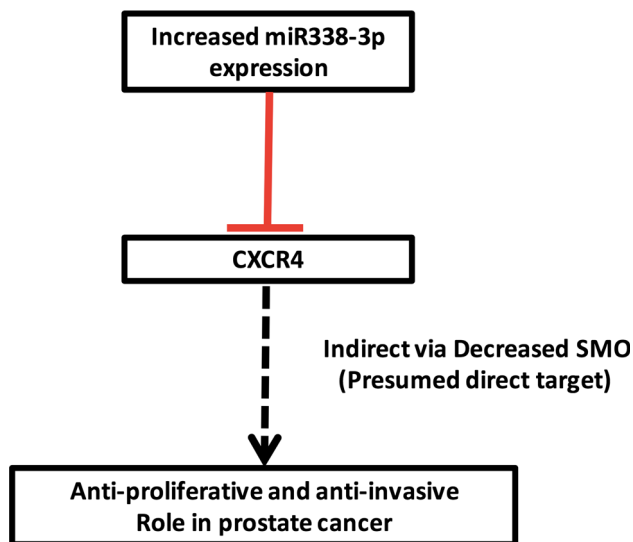 Increased miR338-3p
expression
CXCR4
Indirect via Decreased SMO
(Presumed direct target)
Anti-proliferative and anti-invasive
Role in prostate cancer